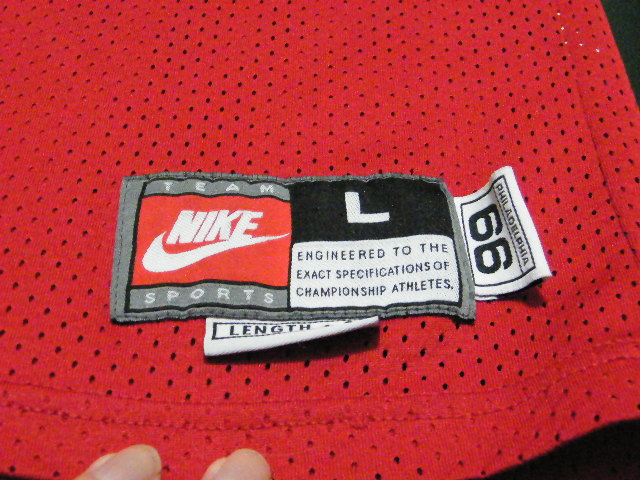 TEAM
NIKE
SPORTS
L
ENGINEERED TO THE
EXACT SPECIFICATIONS OF
CHAMPIONSHIP ATHLETES.
LENGTH
PHILADELPHIA
66